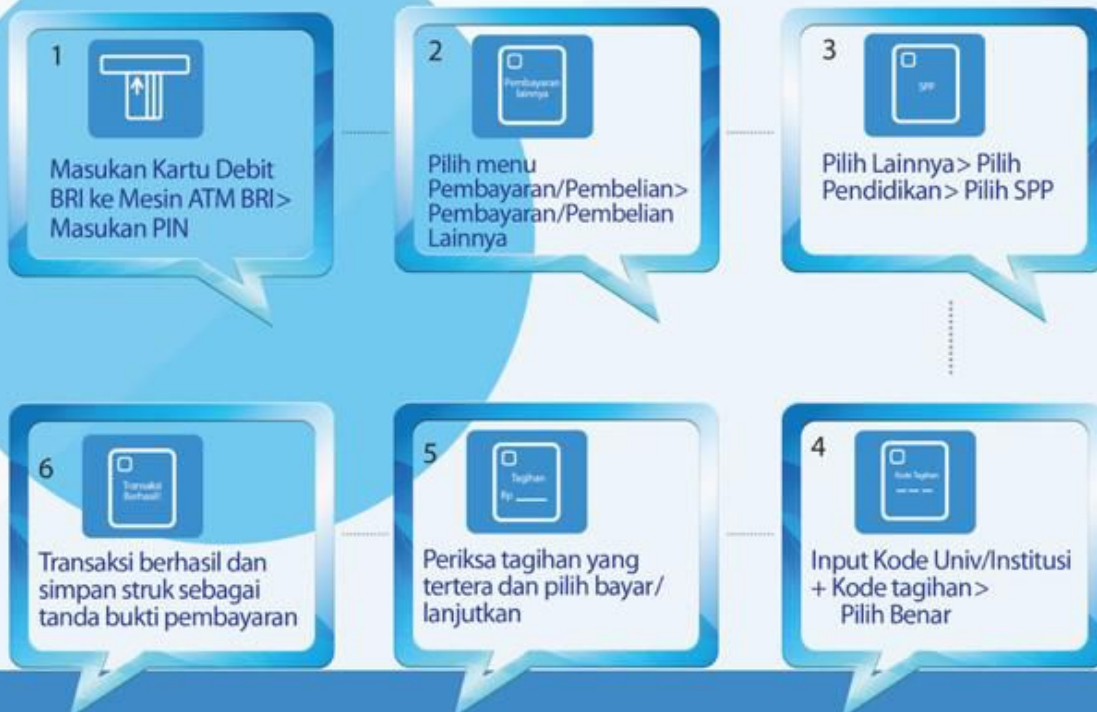 1
Masukan Kartu Debit
BRI ke Mesin ATM BRI>
Masukan PIN
2
Pembayaran
lainnya
Pilih menu
Pembayaran/Pembelian>
Pembayaran/Pembelian
Lainnya
3
SPP
Pilih Lainnya> Pilih
Pendidikan> Pilih SPP
4
Kode Tagihan
Input Kode Univ/Institusi
+ Kode tagihan>
Pilih Benar
5
Tagihan
Rp. ____
Periksa tagihan yang
tertera dan pilih bayar/
lanjutkan
6
Transaksi
Berhasil!
Transaksi berhasil dan
simpan struk sebagai
tanda bukti pembayaran